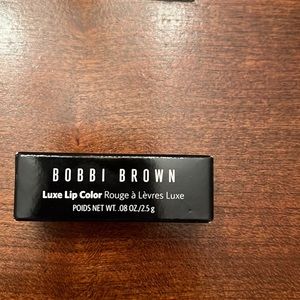 BOBBI BROWN
Luxe Lip Color Rouge à Lèvres Luxe
POIDS NET WT. .08 OZ./2.5 g